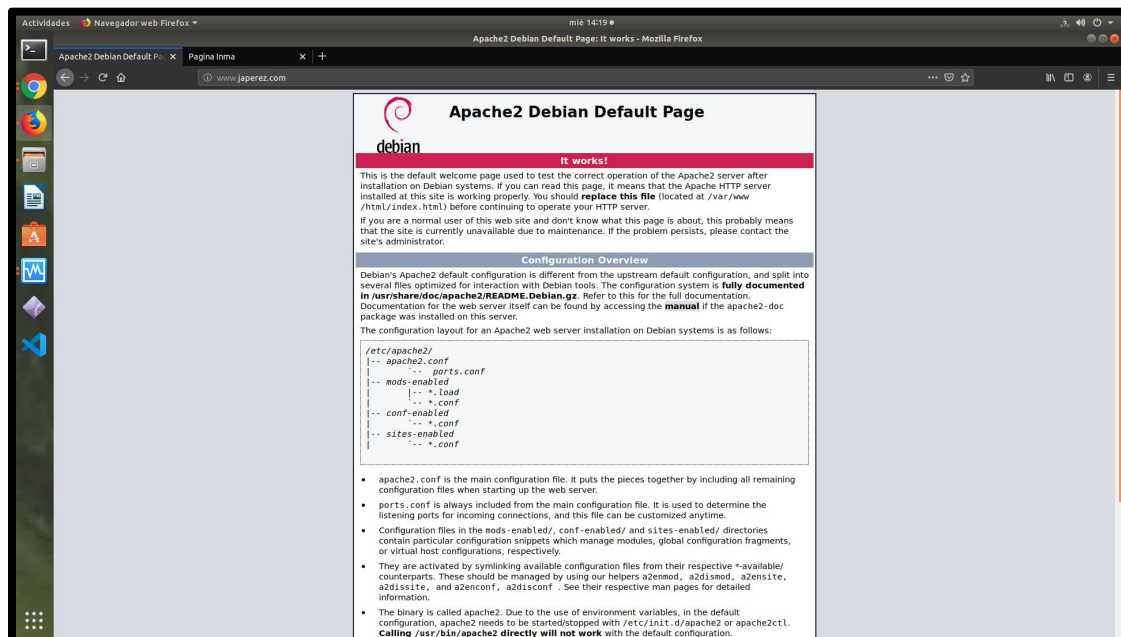 Actividades Navegador web Firefox mié 14:19
Apache2 Debian Default Page: It works - Mozilla Firefox
Apache2 Debian Default Pa Pagina Inma
www.japerez.com
debian
Apache2 Debian Default Page
It works!
This is the default welcome page used to test the correct operation of the Apache2 server after
installation on Debian systems. If you can read this page, it means that the Apache HTTP server
installed at this site is working properly. You should replace this file (located at /var/www
/html/index.html) before continuing to operate your HTTP server.
If you are a normal user of this web site and don't know what this page is about, this probably means
that the site is currently unavailable due to maintenance. If the problem persists, please contact the
site's administrator.
Configuration Overview
Debian's Apache2 default configuration is different from the upstream default configuration, and split into
several files optimized for interaction with Debian tools. The configuration system is fully documented
in /usr/share/doc/apache2/README.Debian.gz. Refer to this for the full documentation.
Documentation for the web server itself can be found by accessing the manual if the apache2-doc
package was installed on this server.
The configuration layout for an Apache2 web server installation on Debian systems is as follows:
/etc/apache2/
|-- apache2.conf
|       `--  ports.conf
|-- mods-enabled
|       |-- *.load
|       `-- *.conf
|-- conf-enabled
|       `-- *.conf
|-- sites-enabled
|       `-- *.conf
• apache2.conf is the main configuration file. It puts the pieces together by including all remaining
configuration files when starting up the web server.
• ports.conf is always included from the main configuration file. It is used to determine the
listening ports for incoming connections, and this file can be customized anytime.
• Configuration files in the mods-enabled/, conf-enabled/ and sites-enabled/ directories
contain particular configuration snippets which manage modules, global configuration fragments,
or virtual host configurations, respectively.
• They are activated by symlinking available configuration files from their respective *-available/
counterparts. These should be managed by using our helpers a2enmod, a2dismod, a2ensite,
a2dissite, and a2enconf, a2disconf . See their respective man pages for detailed
information.
• The binary is called apache2. Due to the use of environment variables, in the default
configuration, apache2 needs to be started/stopped with /etc/init.d/apache2 or apache2ctl.
Calling /usr/bin/apache2 directly will not work with the default configuration.